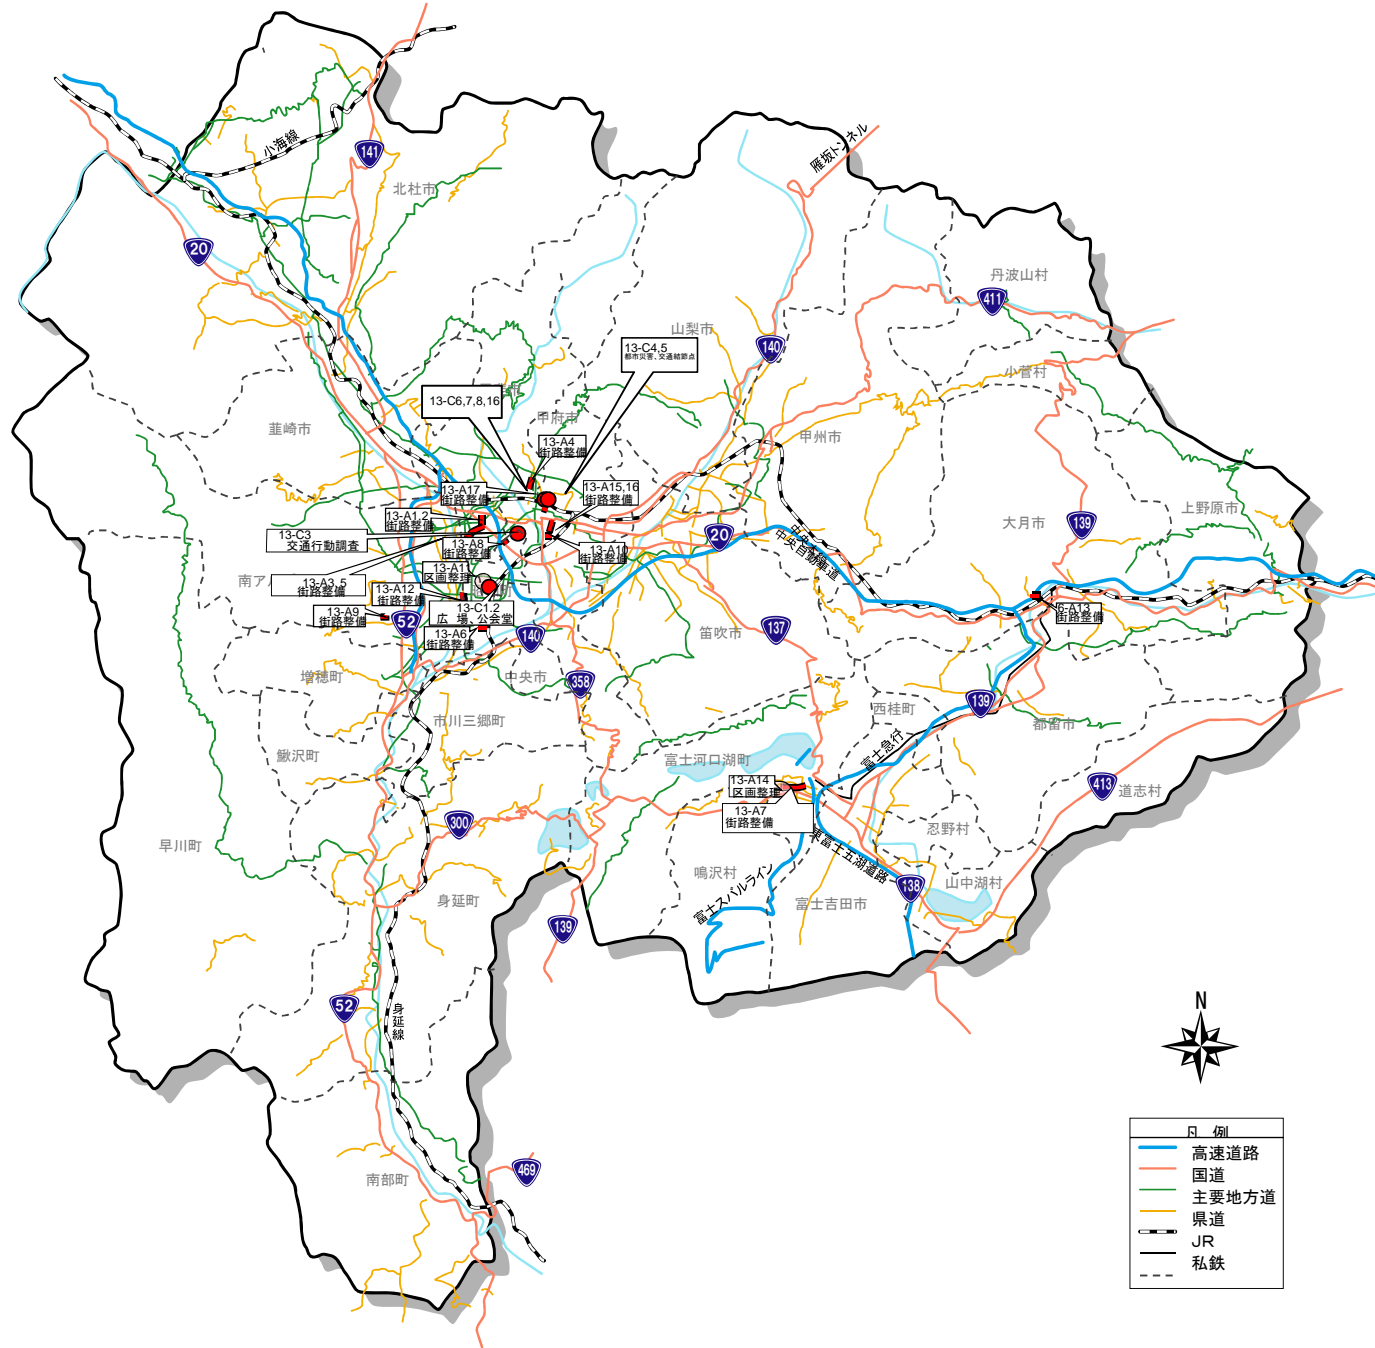 小海線
141
北杜市
雁坂トンネル
20
丹波山村
411
山梨市
140
13-C4,5
都市災害、交通結節点
小菅村
13-C6,7,8,16
甲府市
韮崎市
13-A4
街路整備
甲州市
13-A17
街路整備
13-A15,16
街路整備
上野原市
大月市
139
13-A1,2
街路整備
13-C3
交通行動調査
13-A8
街路整備
13-A10
街路整備
20
中央自動車道
13-A11
区画整理
南ア
13-A3,5
街路整備
13-A12
街路整備
13-C1.2
広 場、公会堂
13-A9
街路整備
52
13-A6
街路整備
140
笛吹市
137
6-A13
街路整備
増穂町
中央市
358
西桂町
139
都留市
市川三郷町
鰍沢町
富士河口湖町
富士急行
13-A14
区画整理
413
道志村
13-A7
街路整備
300
早川町
忍野村
東富士五湖道路
鳴沢村
富士スバルライン
138
山中湖村
身延町
富士吉田市
139
52
身延線
N
南部町
469
凡 例
高速道路
国道
主要地方道
県道
JR
私鉄